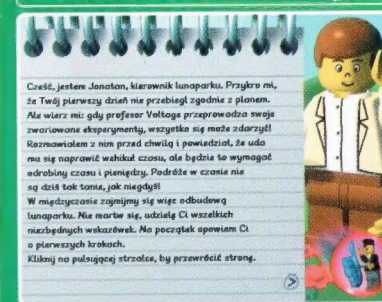 Cześć, jestem Jonatan, kierownik lunaparku. Przykro mi,
że Twój pierwszy dzień nie przebiegł zgodnie z planem.
Ale wierz mi: gdy profesor Voltage przeprowadza swoje
zwariowane eksperymenty, wszystko się może zdarzyć!
Rozmawiałem z nim przed chwilą i powiedział, że uda
mu się naprawić wehikuł czasu, ale będzie to wymagać
odrobiny czasu i pieniędzy. Podróże w czasie nie
są dziś tak tanie, jak niegdyś!
W międzyczasie zajmijmy się więc odbudową
lunaparku. Nie martw się, udzielę Ci wszelkich
niezbędnych wskazówek. Na początek opowiem Ci
o pierwszych krokach.
Kliknij na pulsującej strzałce, by przewrócić stronę.